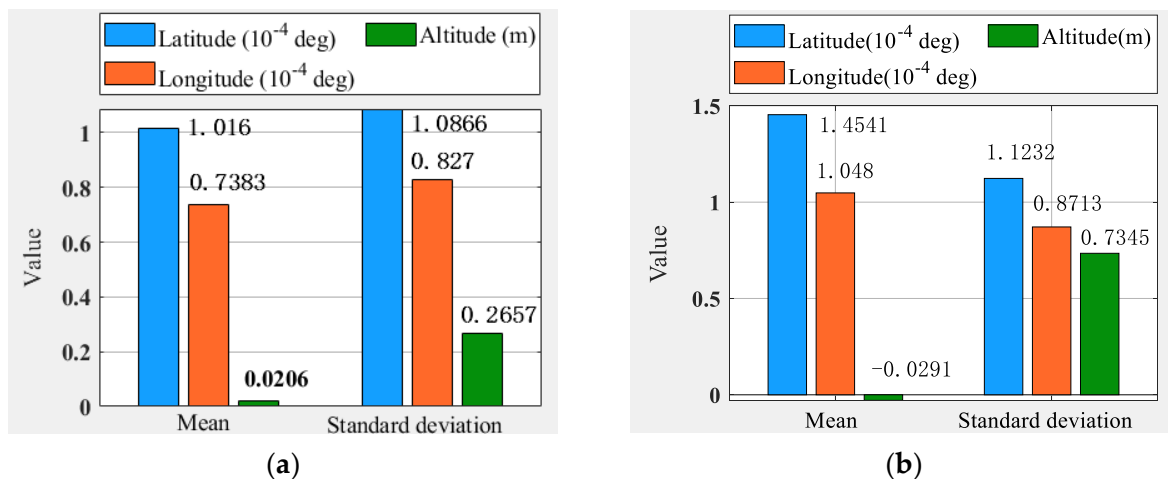 Latitude (10⁻⁴ deg)
Altitude (m)
Longitude (10⁻⁴ deg)
1
0.8
0.6
0.4
0.2
0
Value
1.016
0.7383
0.0206
1.0866
0.827
0.2657
Mean
Standard deviation
(a)
Latitude(10⁻⁴ deg)
Altitude(m)
Longitude(10⁻⁴ deg)
1.5
1
0.5
0
Value
1.4541
1.048
-0.0291
1.1232
0.8713
0.7345
Mean
Standard deviation
(b)